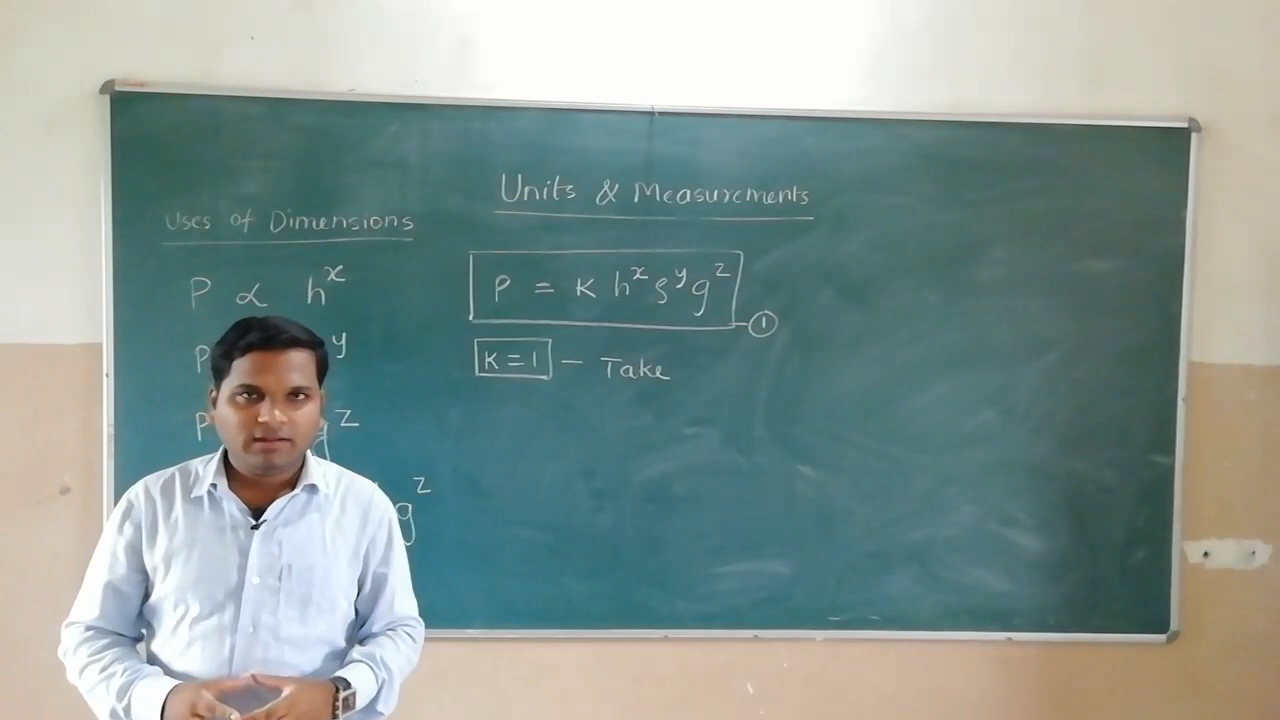 Units & Measurements
Uses of Dimensions
P ∝ h^x
P y
P g^z
g^z
P = K h^x ρ^y g^z
①
K = 1 – Take